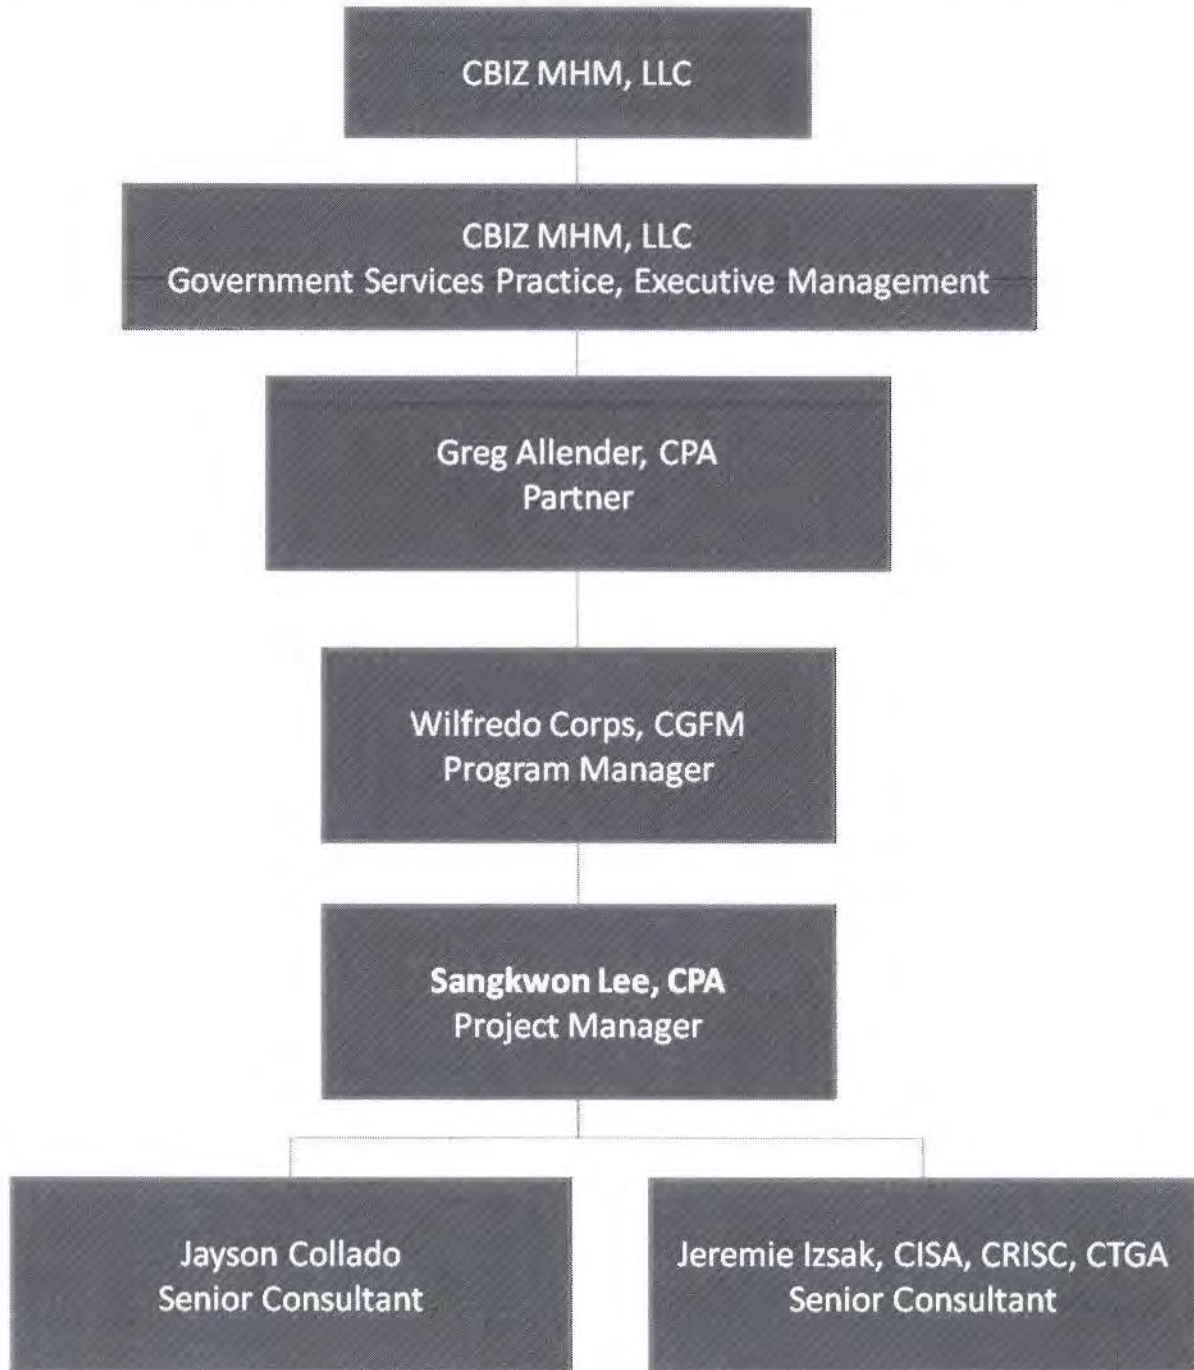 CBIZ MHM, LLC
CBIZ MHM, LLC
Government Services Practice, Executive Management
Greg Allender, CPA
Partner
Wilfredo Corps, CGFM
Program Manager
Sangkwon Lee, CPA
Project Manager
Jayson Collado
Senior Consultant
Jeremie Izsak, CISA, CRISC, CTGA
Senior Consultant